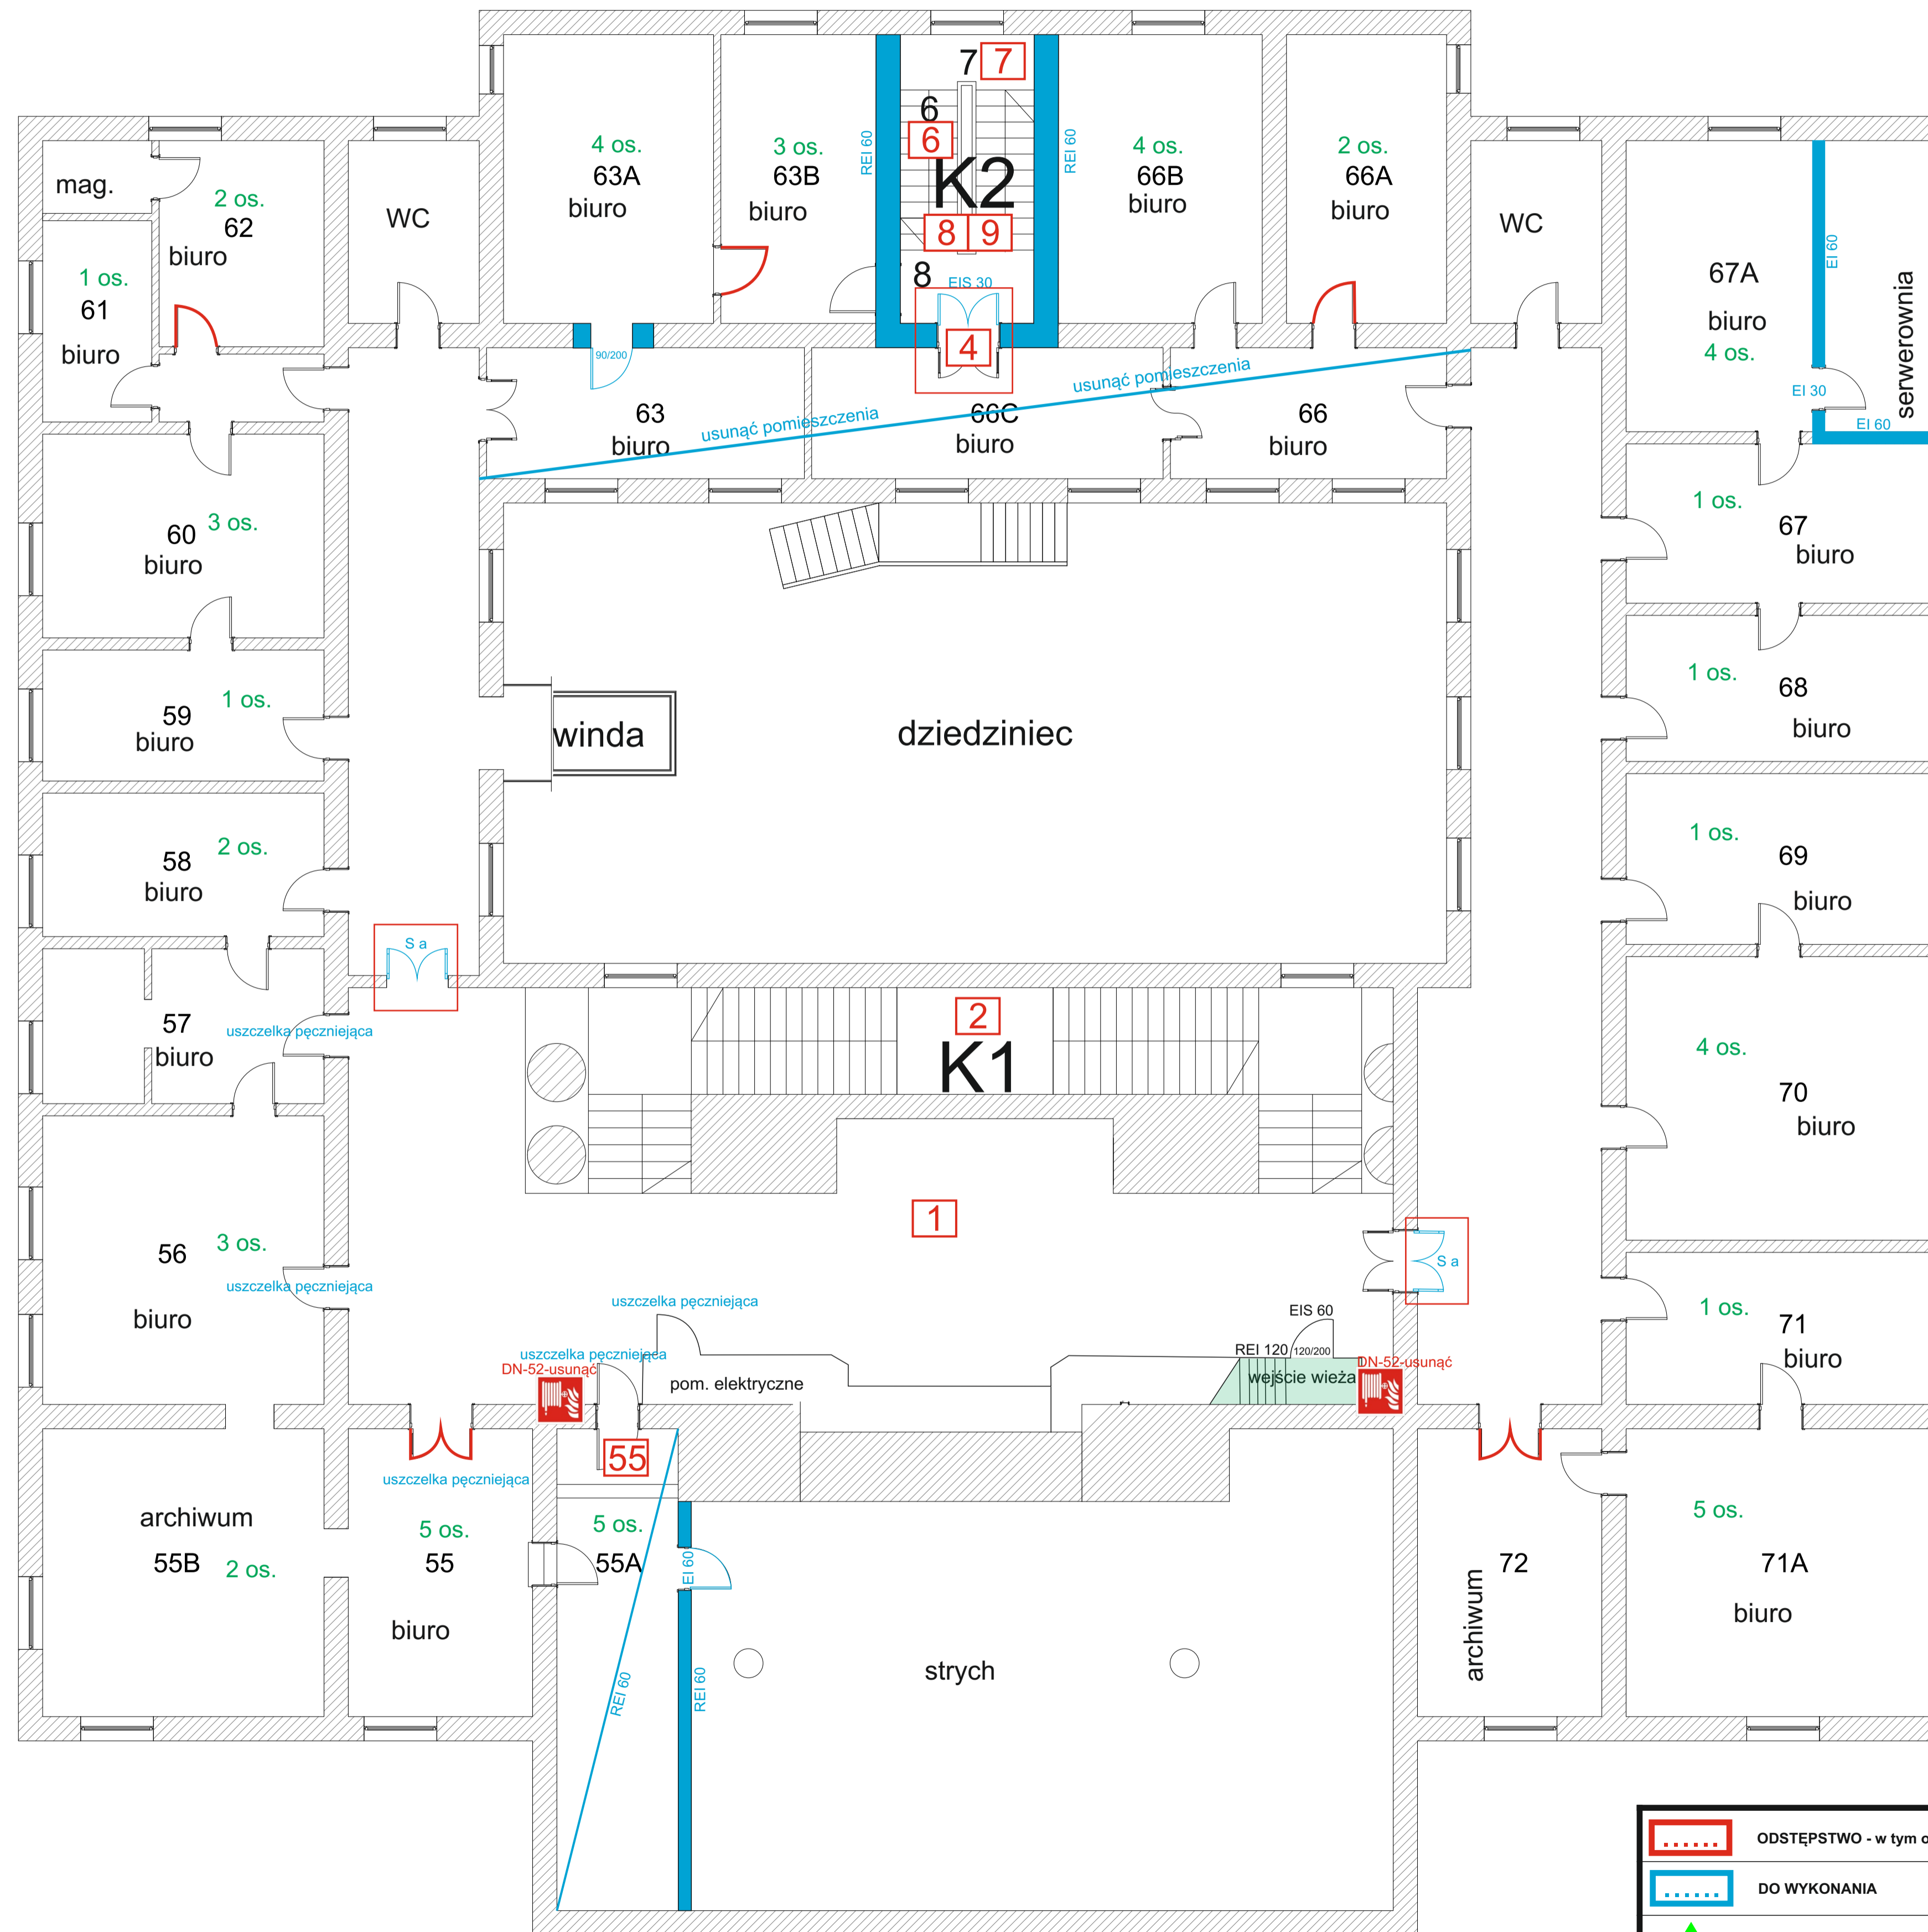 7
7
6
6
K2
8
9
8
EIS 30
4
REI 60
REI 60
mag.
2 os.
62
biuro
WC
4 os.
63A
biuro
3 os.
63B
biuro
4 os.
66B
biuro
2 os.
66A
biuro
WC
67A
biuro
4 os.
EI 60
serwerownia
EI 30
EI 60
1 os.
61
biuro
90/200
63
biuro
usunąć pomieszczenia
66C
biuro
usunąć pomieszczenia
66
biuro
60
3 os.
biuro
1 os.
67
biuro
59
1 os.
biuro
winda
dziedziniec
1 os.
68
biuro
58
2 os.
biuro
1 os.
69
biuro
S a
57
biuro
uszczelka pęczniejąca
2
K1
4 os.
70
biuro
1
56
3 os.
biuro
uszczelka pęczniejąca
S a
uszczelka pęczniejąca
EIS 60
REI 120
120/200
wejście wieża
DN-52-usunąć
uszczelka pęczniejąca
DN-52-usunąć
pom. elektryczne
1 os.
71
biuro
55
uszczelka pęczniejąca
archiwum
55B
2 os.
5 os.
55
biuro
5 os.
55A
EI 60
REI 60
REI 60
strych
archiwum
72
5 os.
71A
biuro
ODSTĘPSTWO - w tym o
DO WYKONANIA